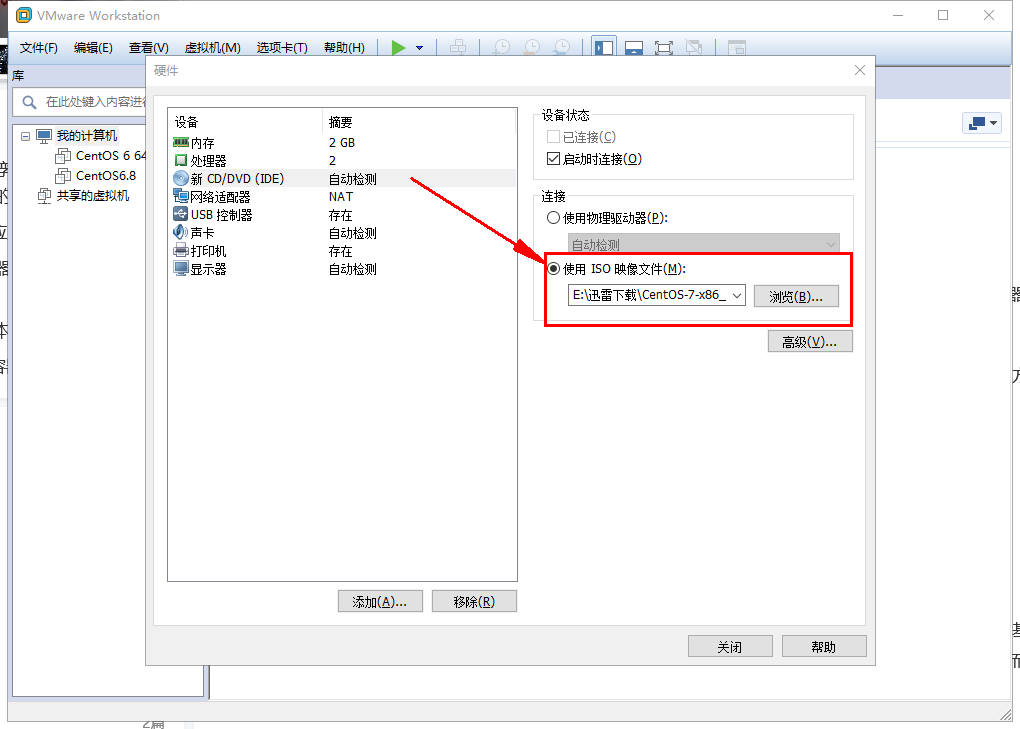 VMware Workstation
文件(F) 编辑(E) 查看(V) 虚拟机(M) 选项卡(T) 帮助(H)
库
在此处键入内容进行
我的计算机
CentOS 6 64
CentOS6.8
共享的虚拟机
硬件
设备 摘要
内存 2 GB
处理器 2
新 CD/DVD (IDE) 自动检测
网络适配器 NAT
USB 控制器 存在
声卡 自动检测
打印机 存在
显示器 自动检测
添加(A)... 移除(R)
设备状态
已连接(C)
启动时连接(O)
连接
使用物理驱动器(P):
自动检测
使用 ISO 映像文件(M):
E:\迅雷下载\CentOS-7-x86_ 浏览(B)...
高级(V)...
关闭 帮助